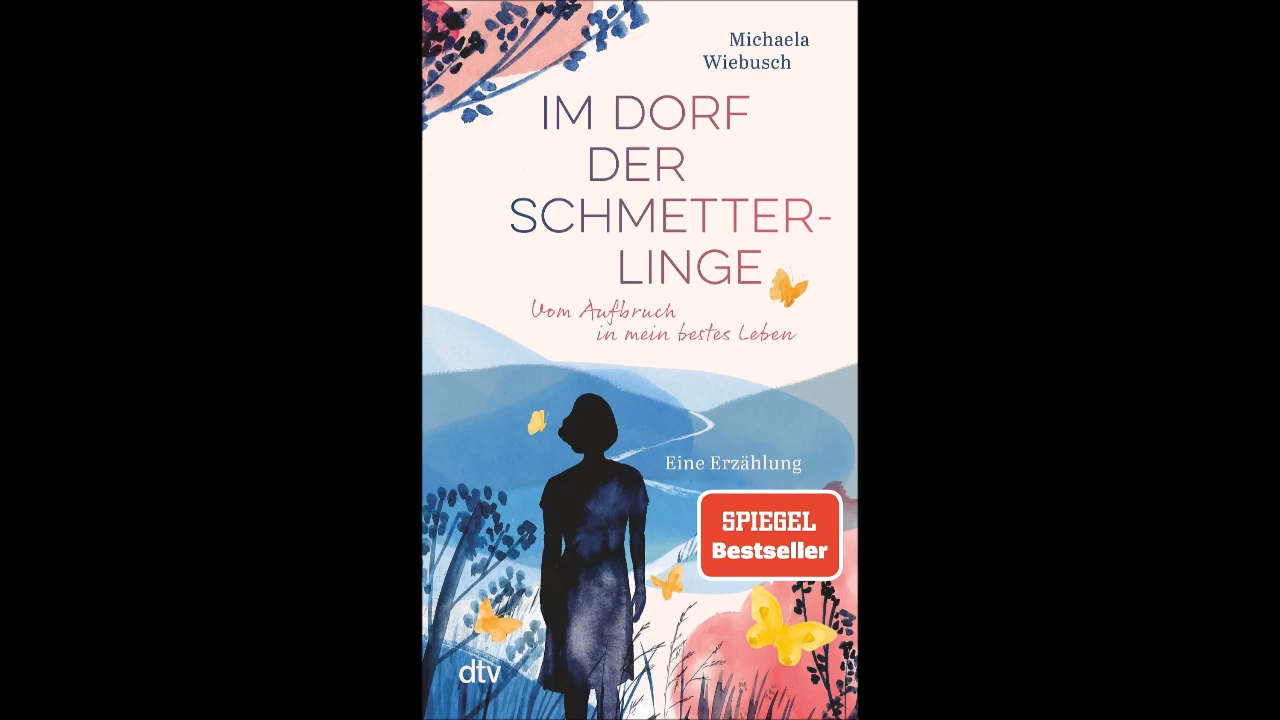 Michaela
Wiebusch
IM DORF
DER
SCHMETTER-
LINGE
Vom Aufbruch
in mein bestes Leben
Eine Erzählung
SPIEGEL
Bestseller
dtv